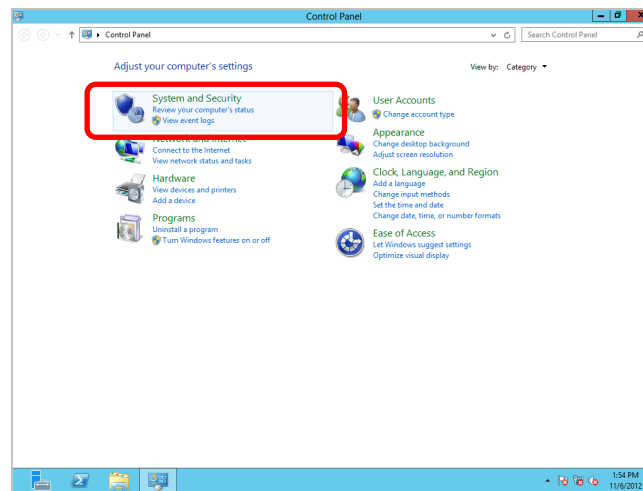 Control Panel
Control Panel
Search Control Panel
Adjust your computer's settings
View by: Category
System and Security
Review your computer's status
View event logs
Network and Internet
Connect to the Internet
View network status and tasks
Hardware
View devices and printers
Add a device
Programs
Uninstall a program
Turn Windows features on or off
User Accounts
Change account type
Appearance
Change desktop background
Adjust screen resolution
Clock, Language, and Region
Add a language
Change input methods
Set the time and date
Change date, time, or number formats
Ease of Access
Let Windows suggest settings
Optimize visual display
1:54 PM
11/6/2012